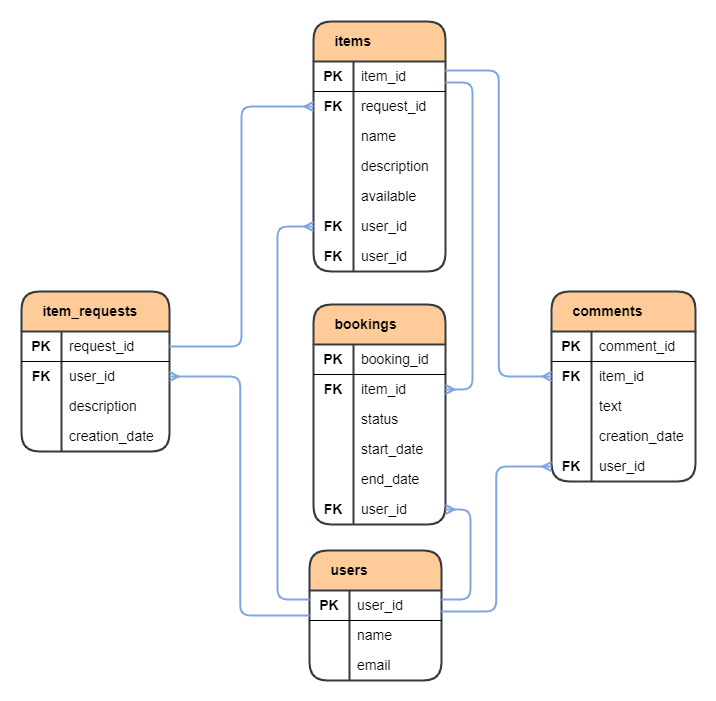 items
PK item_id
FK request_id
name
description
available
FK user_id
FK user_id
item_requests
PK request_id
FK user_id
description
creation_date
bookings
PK booking_id
FK item_id
status
start_date
end_date
FK user_id
comments
PK comment_id
FK item_id
text
creation_date
FK user_id
users
PK user_id
name
email